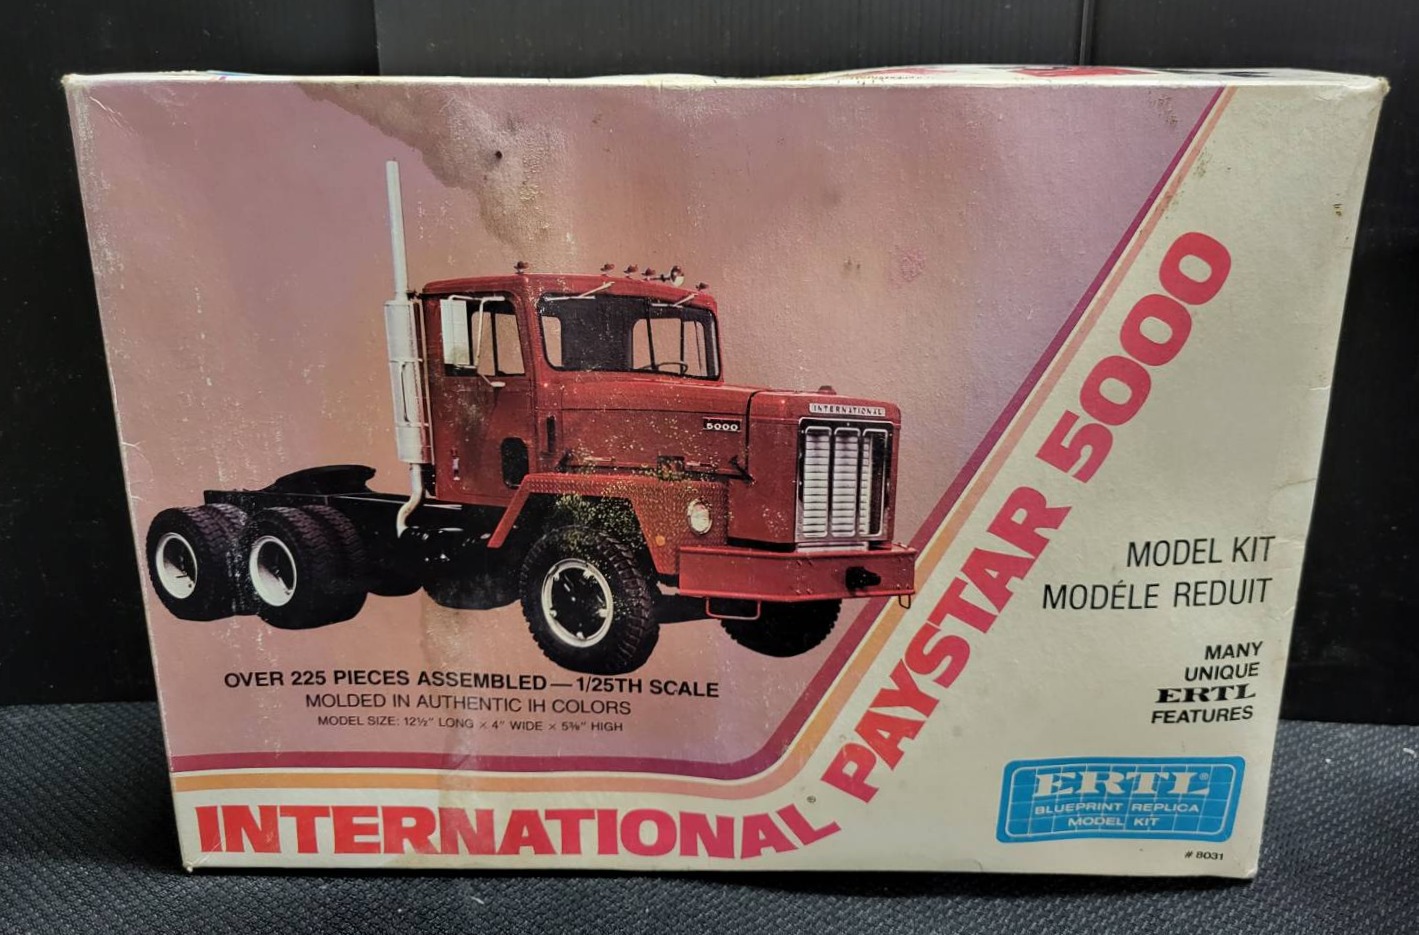 INTERNATIONAL
5000
OVER 225 PIECES ASSEMBLED—1/25TH SCALE
MOLDED IN AUTHENTIC IH COLORS
MODEL SIZE: 12½" LONG × 4" WIDE × 5⅜" HIGH
INTERNATIONAL® PAYSTAR 5000
MODEL KIT
MODÉLE REDUIT
MANY
UNIQUE
ERTL
FEATURES
ERTL®
BLUEPRINT REPLICA
MODEL KIT
#8031